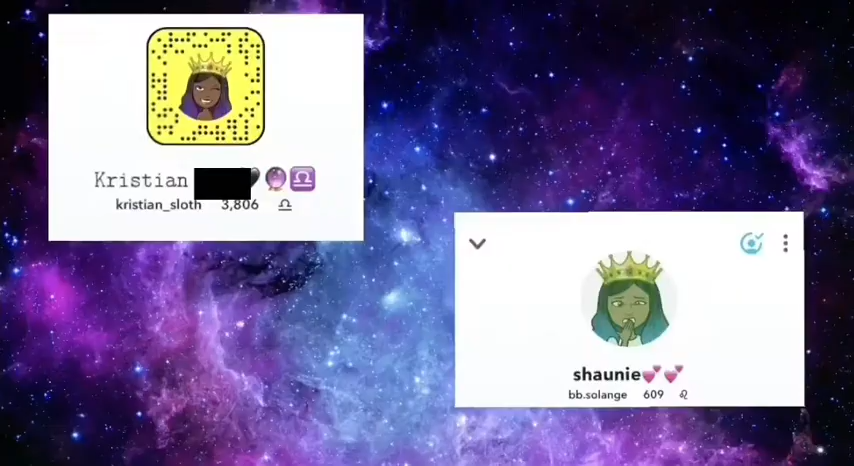 Kristian 🖤🔮♎
kristian_sloth 3,806 ♎︎
shaunie💕💕
bb.solange 609 ♌︎